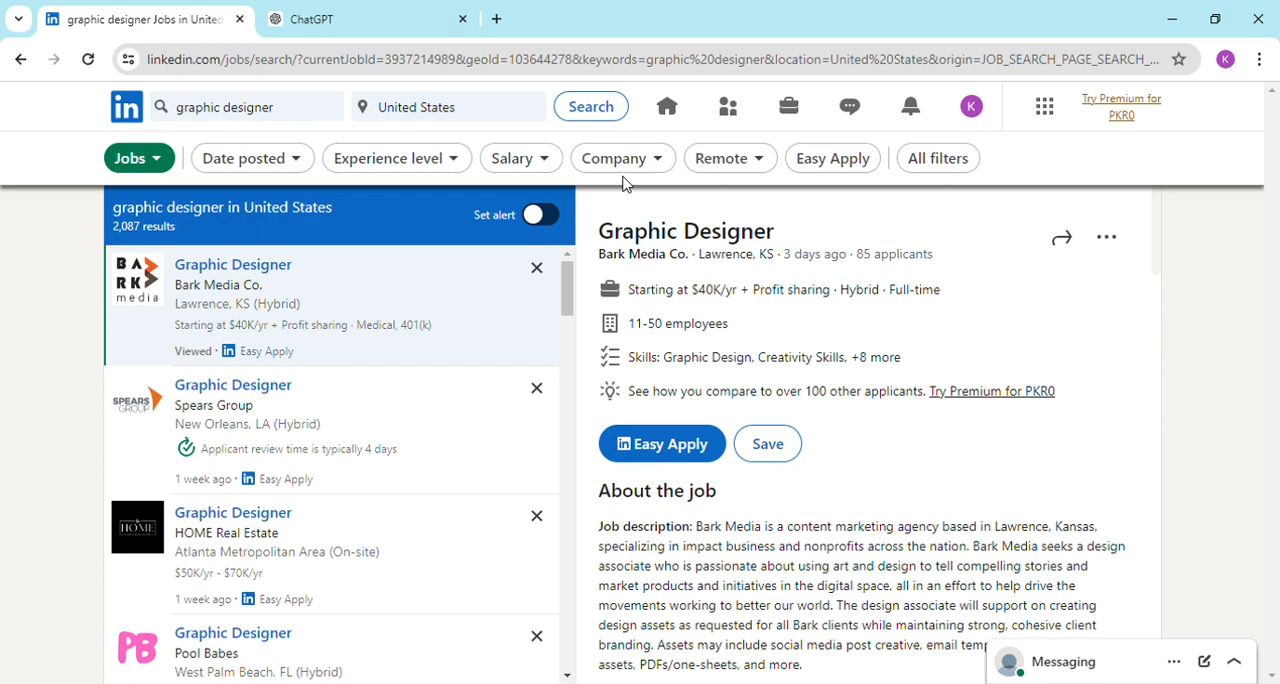 graphic designer Jobs in United
ChatGPT
linkedin.com/jobs/search/?currentJobId=3937214989&geoId=103644278&keywords=graphic%20designer&location=United%20States&origin=JOB_SEARCH_PAGE_SEARCH_...
K
in
graphic designer
United States
Search
K
Try Premium for
PKR0
Jobs
Date posted
Experience level
Salary
Company
Remote
Easy Apply
All filters
graphic designer in United States
2,087 results
Set alert
BA
RK
media
Graphic Designer
Bark Media Co.
Lawrence, KS (Hybrid)
Starting at $40K/yr + Profit sharing · Medical, 401(k)
Viewed · in Easy Apply
SPEARS
GROUP
Graphic Designer
Spears Group
New Orleans, LA (Hybrid)
Applicant review time is typically 4 days
1 week ago · in Easy Apply
HOME
Graphic Designer
HOME Real Estate
Atlanta Metropolitan Area (On-site)
$50K/yr - $70K/yr
1 week ago · in Easy Apply
PB
Graphic Designer
Pool Babes
West Palm Beach, FL (Hybrid)
Graphic Designer
Bark Media Co. · Lawrence, KS · 3 days ago · 85 applicants
Starting at $40K/yr + Profit sharing · Hybrid · Full-time
11-50 employees
Skills: Graphic Design, Creativity Skills, +8 more
See how you compare to over 100 other applicants. Try Premium for PKR0
in Easy Apply
Save
About the job
Job description: Bark Media is a content marketing agency based in Lawrence, Kansas,
specializing in impact business and nonprofits across the nation. Bark Media seeks a design
associate who is passionate about using art and design to tell compelling stories and
market products and initiatives in the digital space, all in an effort to help drive the
movements working to better our world. The design associate will support on creating
design assets as requested for all Bark clients while maintaining strong, cohesive client
branding. Assets may include social media post creative, email
assets, PDFs/one-sheets, and more.
Messaging